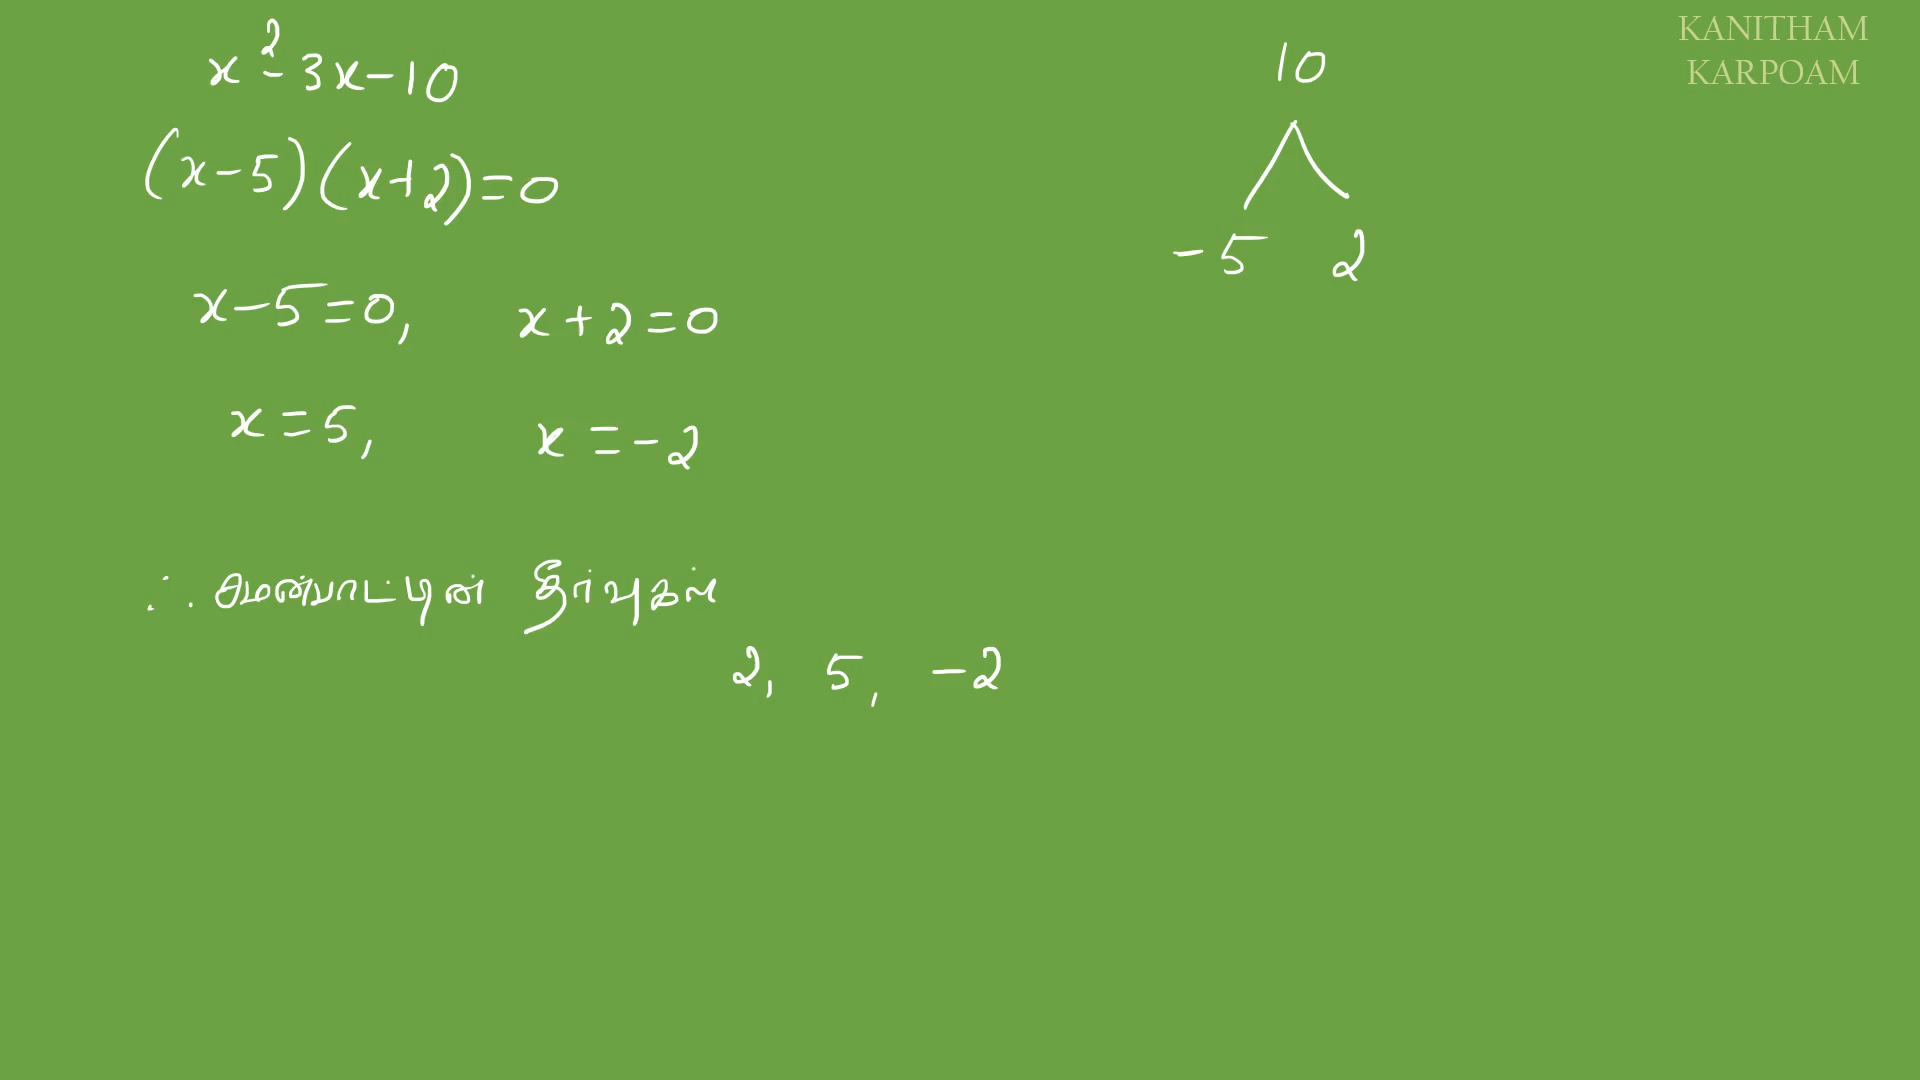 x² - 3x - 10
(x - 5)(x + 2) = 0
x - 5 = 0, x + 2 = 0
x = 5, x = -2
∴ சமன்பாட்டின் தீர்வுகள்
2, 5, -2
10
-5 2
KANITHAM
KARPOAM